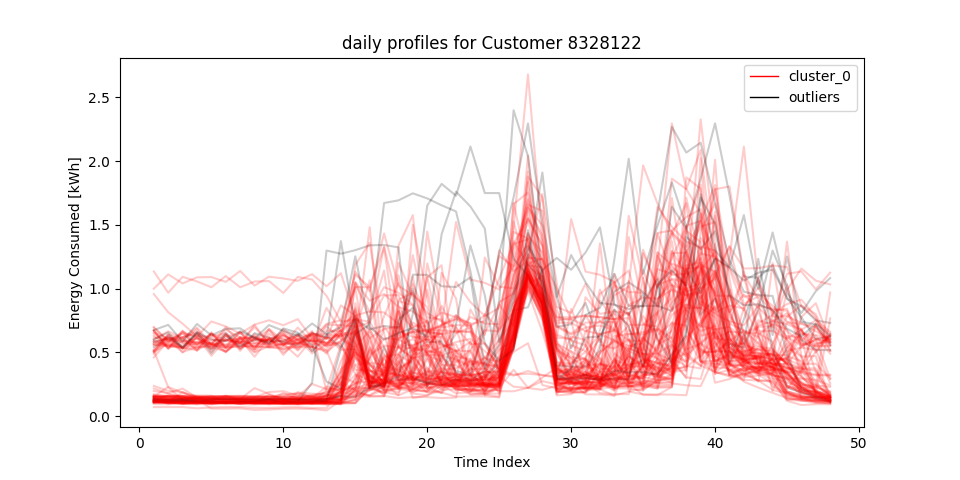 daily profiles for Customer 8328122
cluster_0
outliers
Energy Consumed [kWh]
2.5
2.0
1.5
1.0
0.5
0.0
0 10 20 30 40 50
Time Index